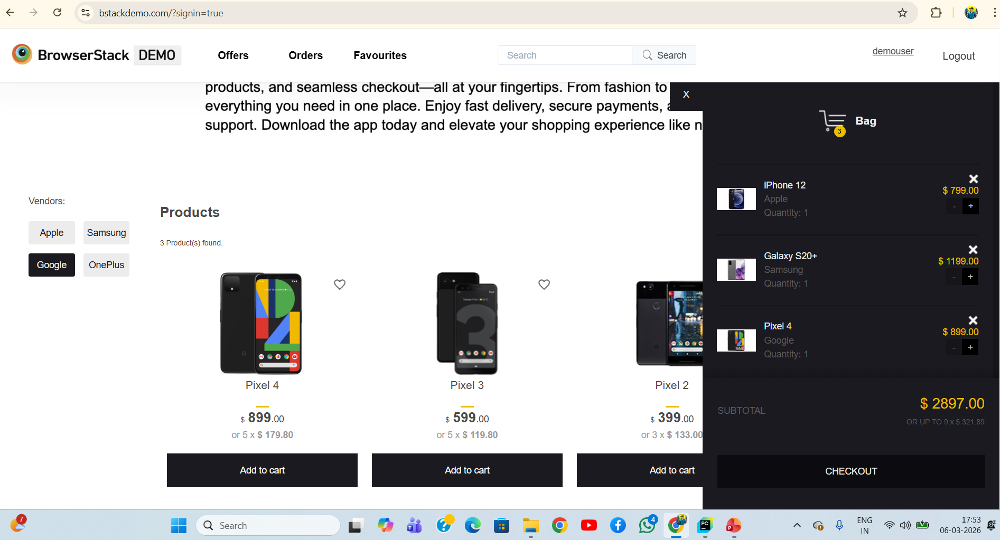 bstackdemo.com/?signin=true
BrowserStack DEMO
Offers
Orders
Favourites
Search
Search
demouser
Logout
products, and seamless checkout—all at your fingertips. From fashion to
everything you need in one place. Enjoy fast delivery, secure payments,
support. Download the app today and elevate your shopping experience like n
Vendors:
Apple
Samsung
Google
OnePlus
Products
3 Product(s) found.
Pixel 4
$ 899.00
or 5 x $ 179.80
Add to cart
Pixel 3
$ 599.00
or 5 x $ 119.80
Add to cart
Pixel 2
$ 399.00
or 3 x $ 133.00
Add to cart
X
3
Bag
iPhone 12
Apple
Quantity: 1
$ 799.00
- +
Galaxy S20+
Samsung
Quantity: 1
$ 1199.00
- +
Pixel 4
Google
Quantity: 1
$ 899.00
- +
SUBTOTAL
$ 2897.00
OR UP TO 9 x $ 321.89
CHECKOUT
7
Search
4
PC
ENG
IN
17:53
06-03-2026